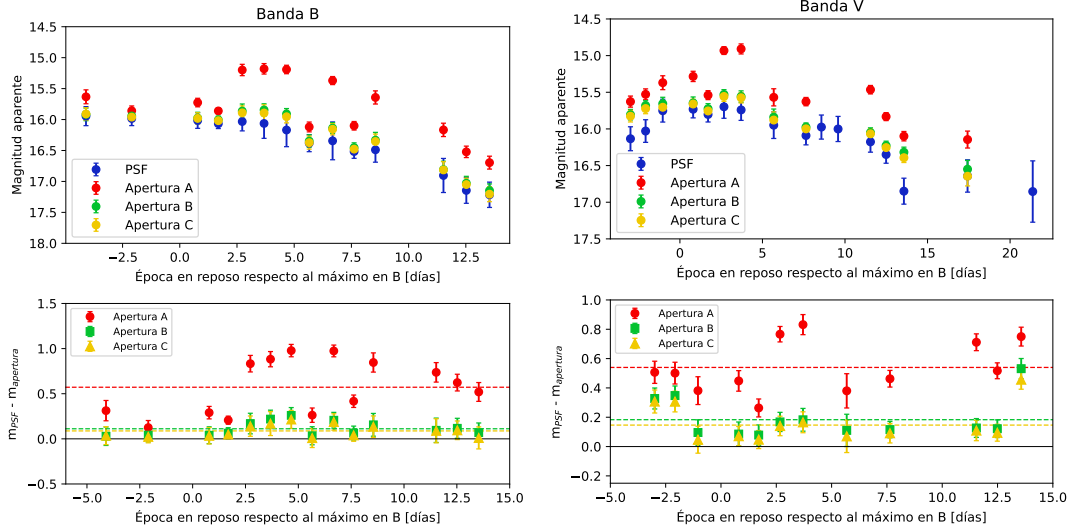 Banda B
Magnitud aparente
14.5
15.0
15.5
16.0
16.5
17.0
17.5
18.0
PSF
Apertura A
Apertura B
Apertura C
−2.5 0.0 2.5 5.0 7.5 10.0 12.5
Época en reposo respecto al máximo en B [días]
Banda V
Magnitud aparente
14.5
15.0
15.5
16.0
16.5
17.0
17.5
PSF
Apertura A
Apertura B
Apertura C
0 5 10 15 20
Época en reposo respecto al máximo en B [días]
mPSF - mapertura
1.5
1.0
0.5
0.0
−0.5
Apertura A
Apertura B
Apertura C
−5.0 −2.5 0.0 2.5 5.0 7.5 10.0 12.5 15.0
Época en reposo respecto al máximo en B [días]
mPSF - mapertura
1.0
0.8
0.6
0.4
0.2
0.0
−0.2
Apertura A
Apertura B
Apertura C
−5.0 −2.5 0.0 2.5 5.0 7.5 10.0 12.5 15.0
Época en reposo respecto al máximo en B [días]